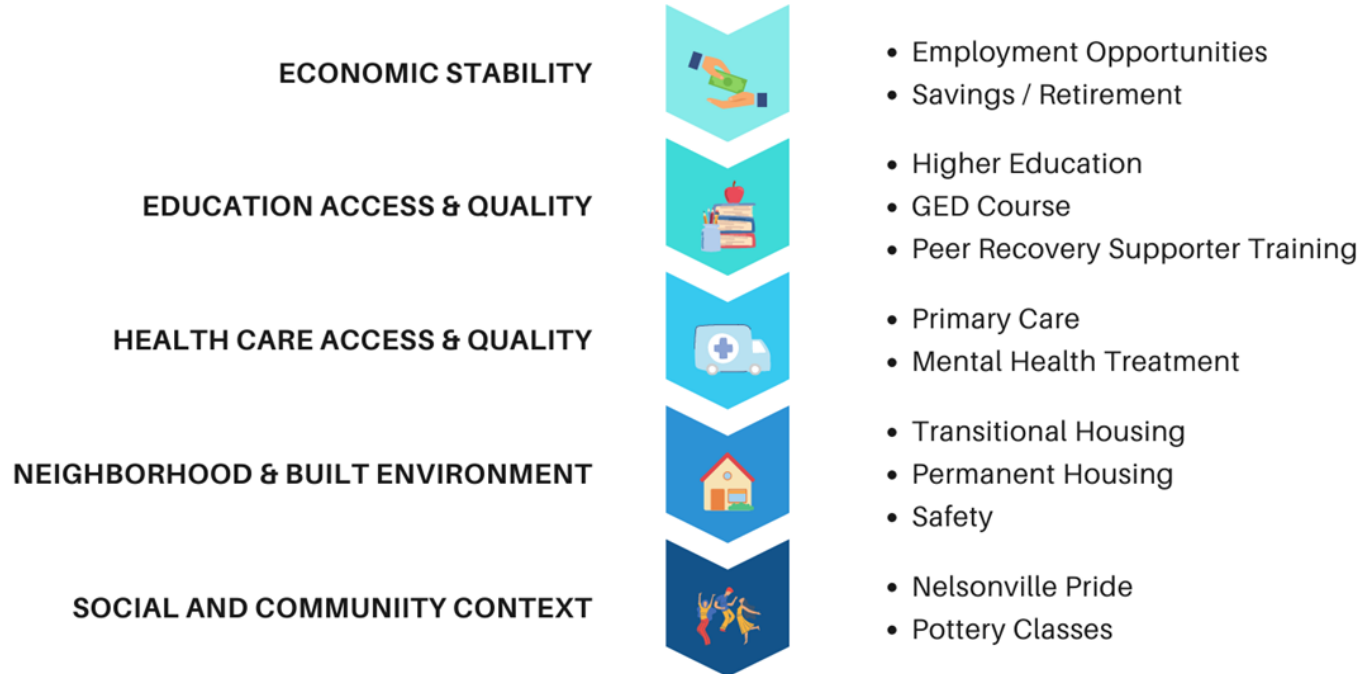 ECONOMIC STABILITY
• Employment Opportunities
• Savings / Retirement
EDUCATION ACCESS & QUALITY
• Higher Education
• GED Course
• Peer Recovery Supporter Training
HEALTH CARE ACCESS & QUALITY
• Primary Care
• Mental Health Treatment
NEIGHBORHOOD & BUILT ENVIRONMENT
• Transitional Housing
• Permanent Housing
• Safety
SOCIAL AND COMMUNIITY CONTEXT
• Nelsonville Pride
• Pottery Classes